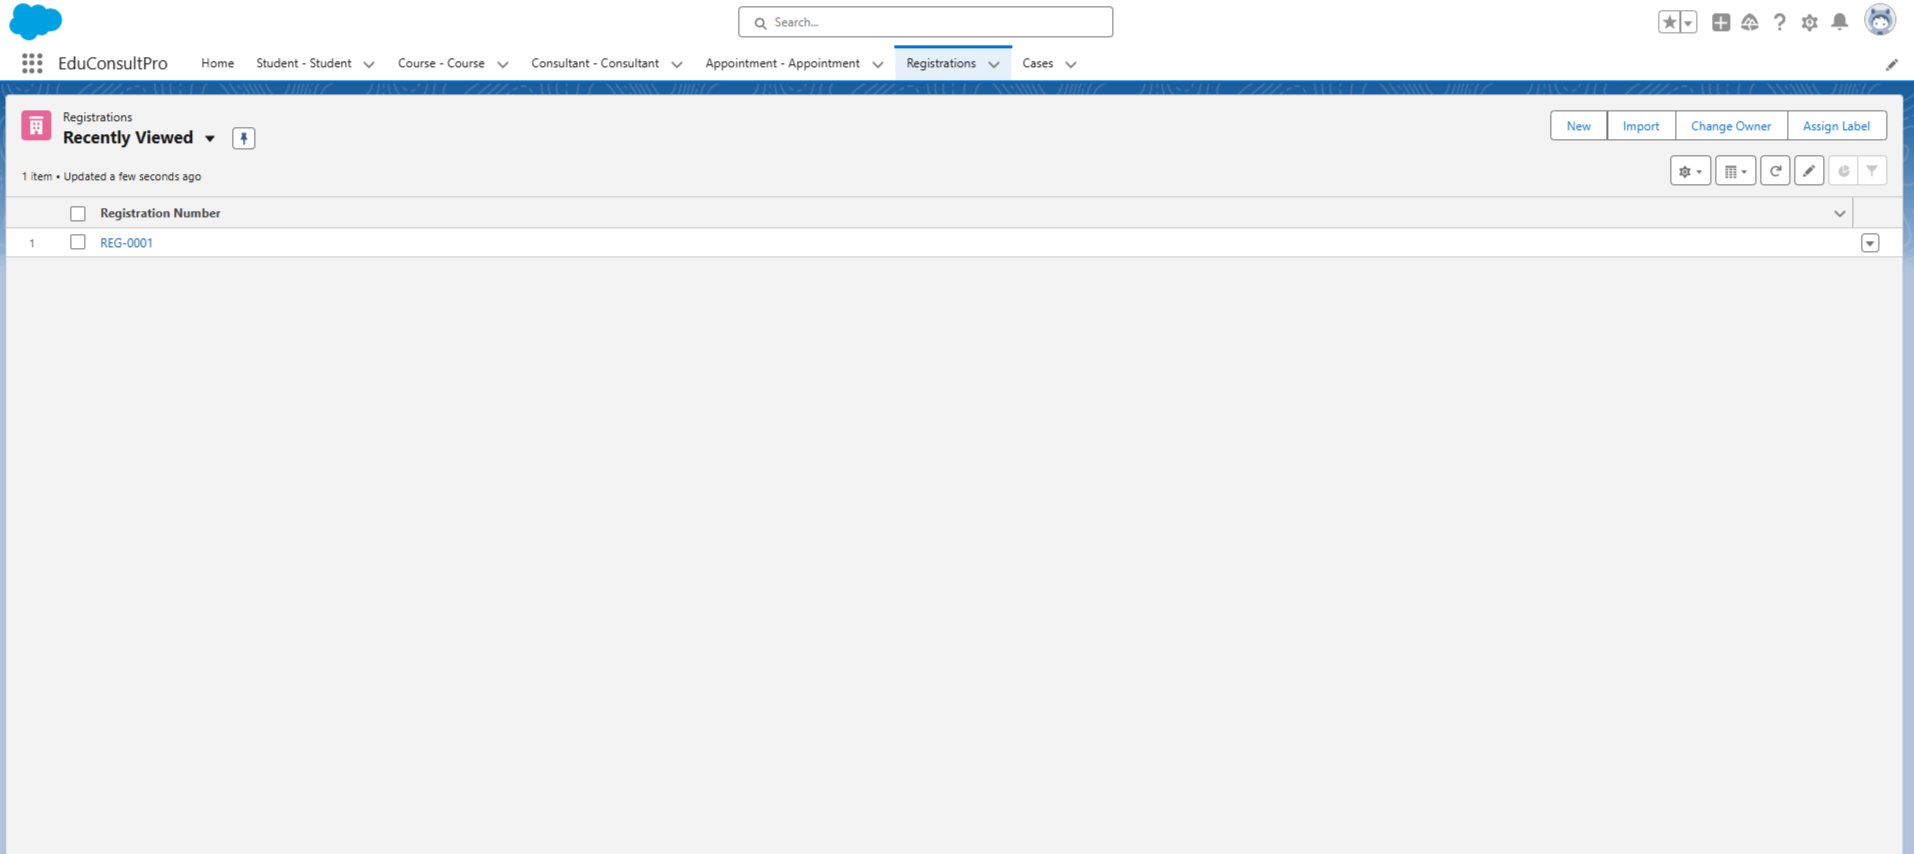 Search...
EduConsultPro
Home
Student - Student
Course - Course
Consultant - Consultant
Appointment - Appointment
Registrations
Cases
Registrations
Recently Viewed
New
Import
Change Owner
Assign Label
1 item • Updated a few seconds ago
Registration Number
1
REG-0001